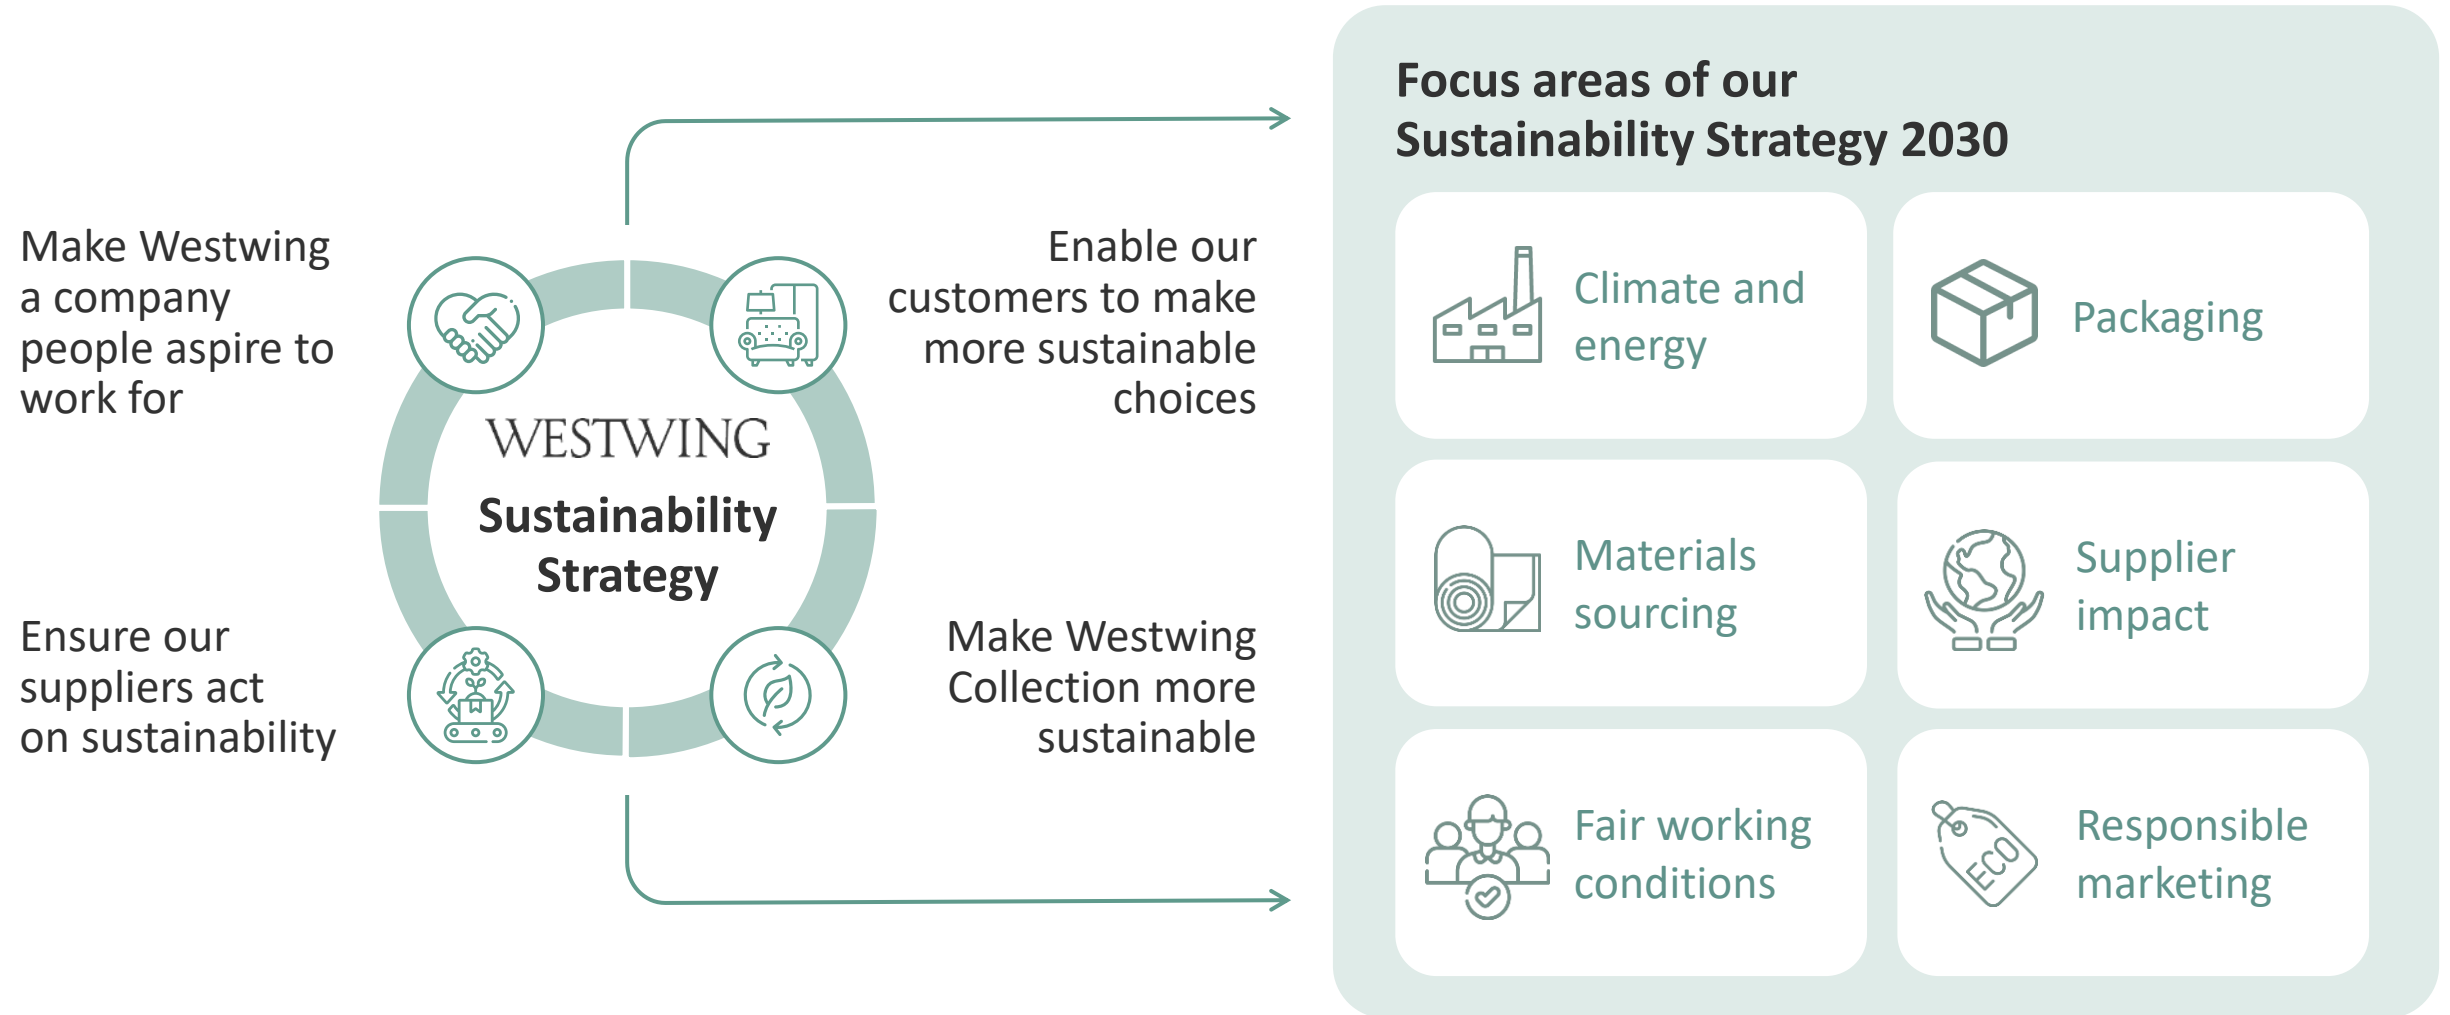 Make Westwing
a company
people aspire to
work for
Enable our
customers to make
more sustainable
choices
WESTWING
Sustainability
Strategy
Ensure our
suppliers act
on sustainability
Make Westwing
Collection more
sustainable
Focus areas of our
Sustainability Strategy 2030
Climate and
energy
Packaging
Materials
sourcing
Supplier
impact
Fair working
conditions
ECO
Responsible
marketing